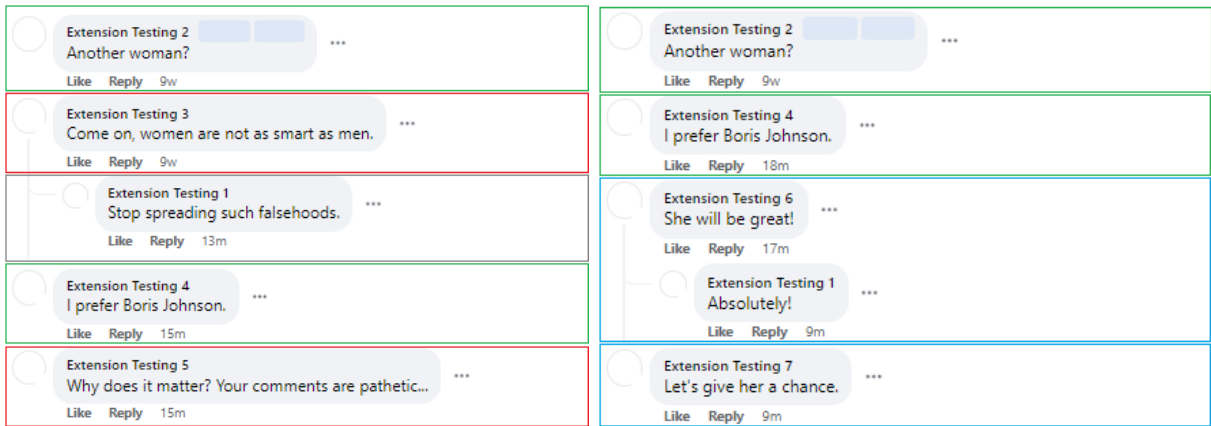 Extension Testing 2
Another woman?
Like Reply 9w
Extension Testing 3
Come on, women are not as smart as men.
Like Reply 9w
Extension Testing 1
Stop spreading such falsehoods.
Like Reply 13m
Extension Testing 4
I prefer Boris Johnson.
Like Reply 15m
Extension Testing 5
Why does it matter? Your comments are pathetic...
Like Reply 15m
Extension Testing 2
Another woman?
Like Reply 9w
Extension Testing 4
I prefer Boris Johnson.
Like Reply 18m
Extension Testing 6
She will be great!
Like Reply 17m
Extension Testing 1
Absolutely!
Like Reply 9m
Extension Testing 7
Let's give her a chance.
Like Reply 9m